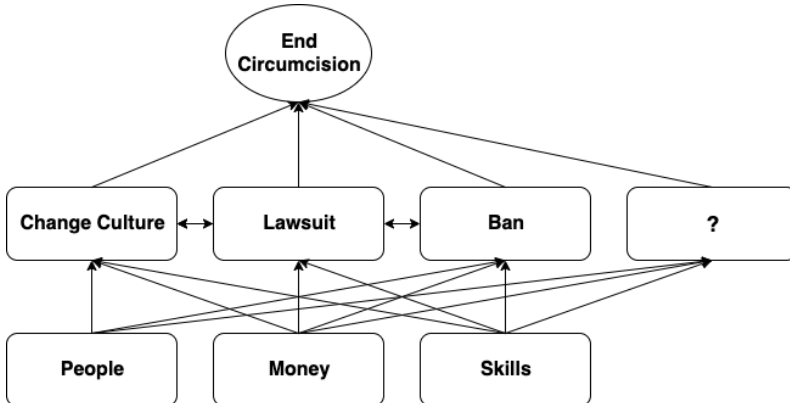 End
Circumcision
Change Culture
Lawsuit
Ban
?
People
Money
Skills